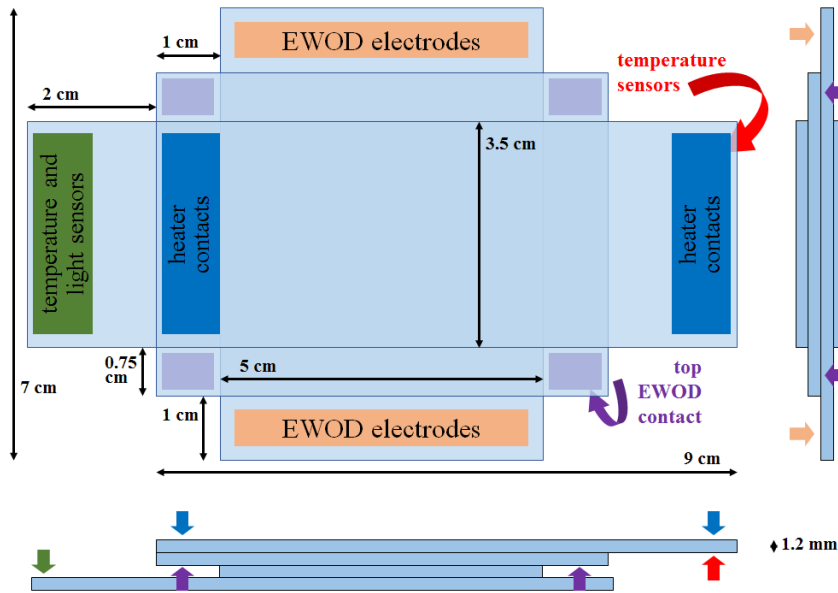 1 cm
EWOD electrodes
temperature
sensors
2 cm
3.5 cm
temperature and
light sensors
heater
contacts
heater
contacts
0.75
cm
7 cm
5 cm
top
EWOD
contact
1 cm
EWOD electrodes
9 cm
1.2 mm